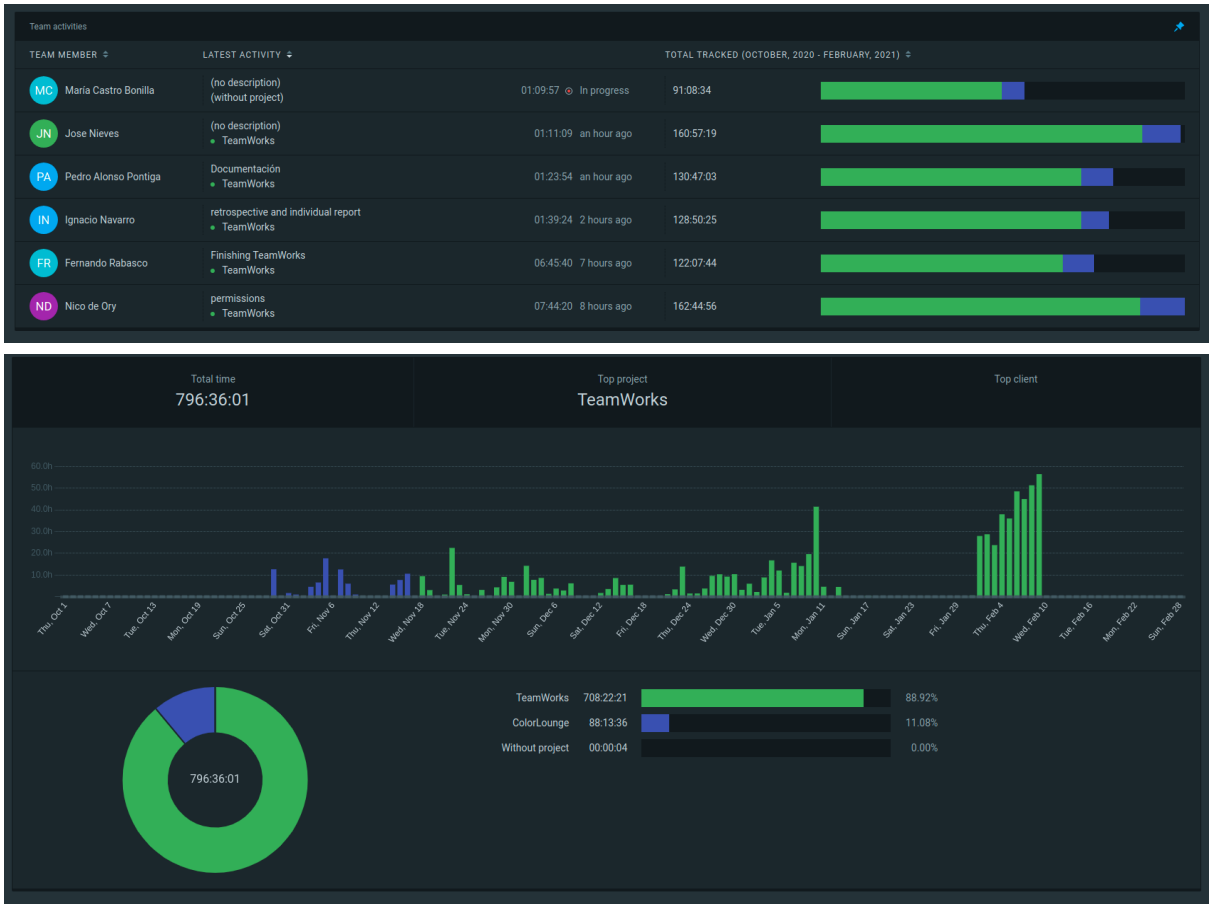 Team activities
TEAM MEMBER LATEST ACTIVITY TOTAL TRACKED (OCTOBER, 2020 - FEBRUARY, 2021)
MC María Castro Bonilla (no description) (without project) 01:09:57 In progress 91:08:34
JN Jose Nieves (no description) TeamWorks 01:11:09 an hour ago 160:57:19
PA Pedro Alonso Pontiga Documentación TeamWorks 01:23:54 an hour ago 130:47:03
IN Ignacio Navarro retrospective and individual report TeamWorks 01:39:24 2 hours ago 128:50:25
FR Fernando Rabasco Finishing TeamWorks TeamWorks 06:45:40 7 hours ago 122:07:44
ND Nico de Ory permissions TeamWorks 07:44:20 8 hours ago 162:44:56
Total time Top project Top client
796:36:01 TeamWorks
60.0h
50.0h
40.0h
30.0h
20.0h
10.0h
Thu, Oct 1 Wed, Oct 7 Tue, Oct 13 Mon, Oct 19 Sun, Oct 25 Sat, Oct 31 Fri, Nov 6 Thu, Nov 12 Wed, Nov 18 Tue, Nov 24 Mon, Nov 30 Sun, Dec 6 Sat, Dec 12 Fri, Dec 18 Thu, Dec 24 Wed, Dec 30 Tue, Jan 5 Mon, Jan 11 Sun, Jan 17 Sat, Jan 23 Fri, Jan 29 Thu, Feb 4 Wed, Feb 10 Tue, Feb 16 Mon, Feb 22 Sun, Feb 28
796:36:01
TeamWorks 708:22:21 88.92%
ColorLounge 88:13:36 11.08%
Without project 00:00:04 0.00%